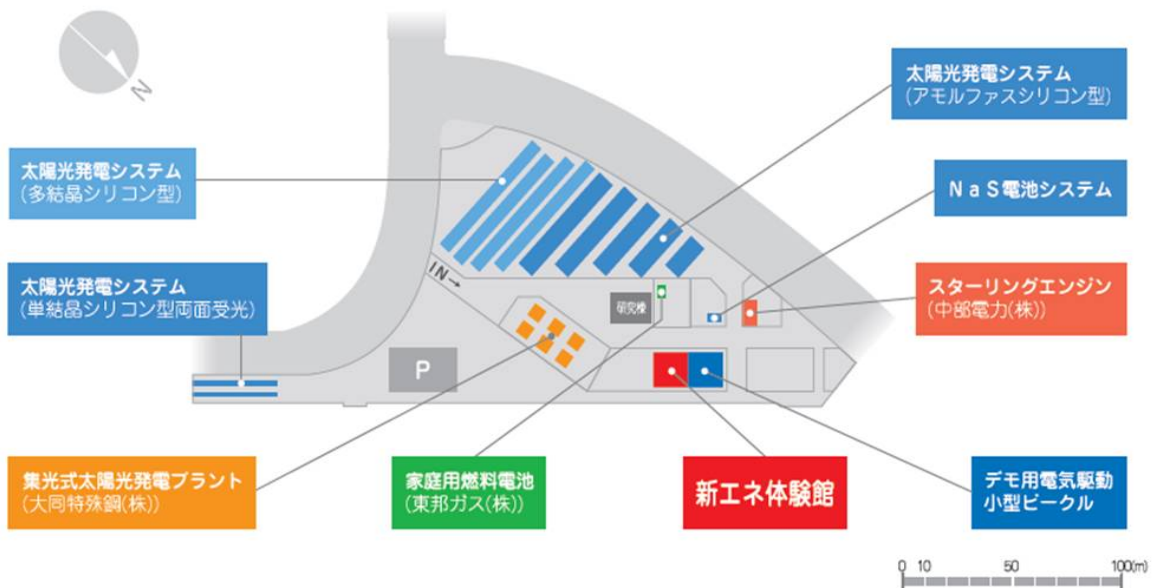 N
太陽光発電システム
(アモルファスシリコン型)
太陽光発電システム
(多結晶シリコン型)
NaS電池システム
太陽光発電システム
(単結晶シリコン型両面受光)
IN→
スターリングエンジン
(中部電力(株))
研究棟
P
集光式太陽光発電プラント
(大同特殊鋼(株))
家庭用燃料電池
(東邦ガス(株))
新エネ体験館
デモ用電気駆動
小型ビークル
0 10 50 100(m)